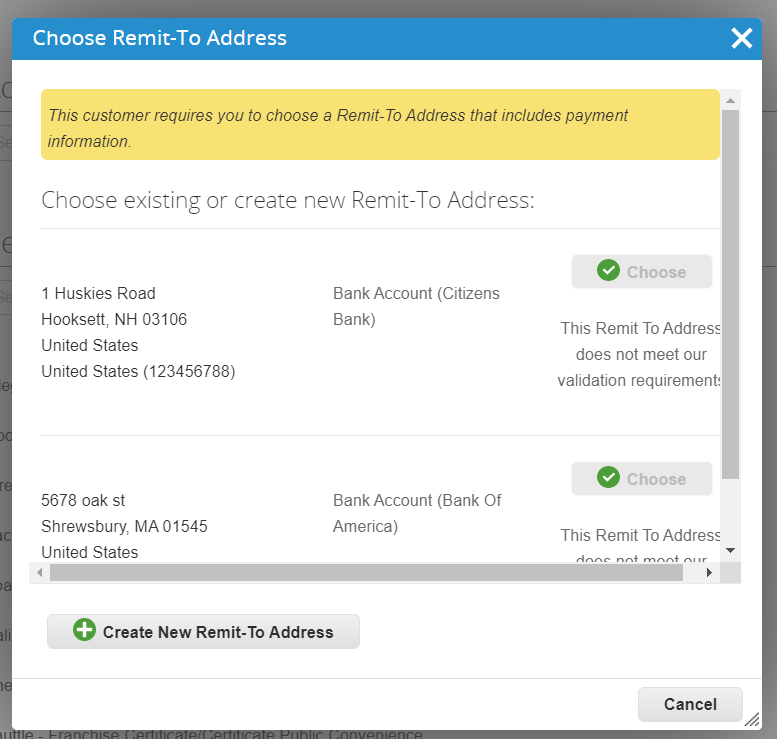 Choose Remit-To Address
This customer requires you to choose a Remit-To Address that includes payment
information.
Choose existing or create new Remit-To Address:
Choose
1 Huskies Road
Bank Account (Citizens
Hooksett, NH 03106
Bank)
United States
This Remit To Address
does not meet our
United States (123456788)
validation requirements
Choose
5678 oak st
Bank Account (Bank Of
Shrewsbury, MA 01545
America)
This Remit To Address
United States
does not meet our
Create New Remit-To Address
Cancel
- Franchise Certificate/Certificate Public Convenience